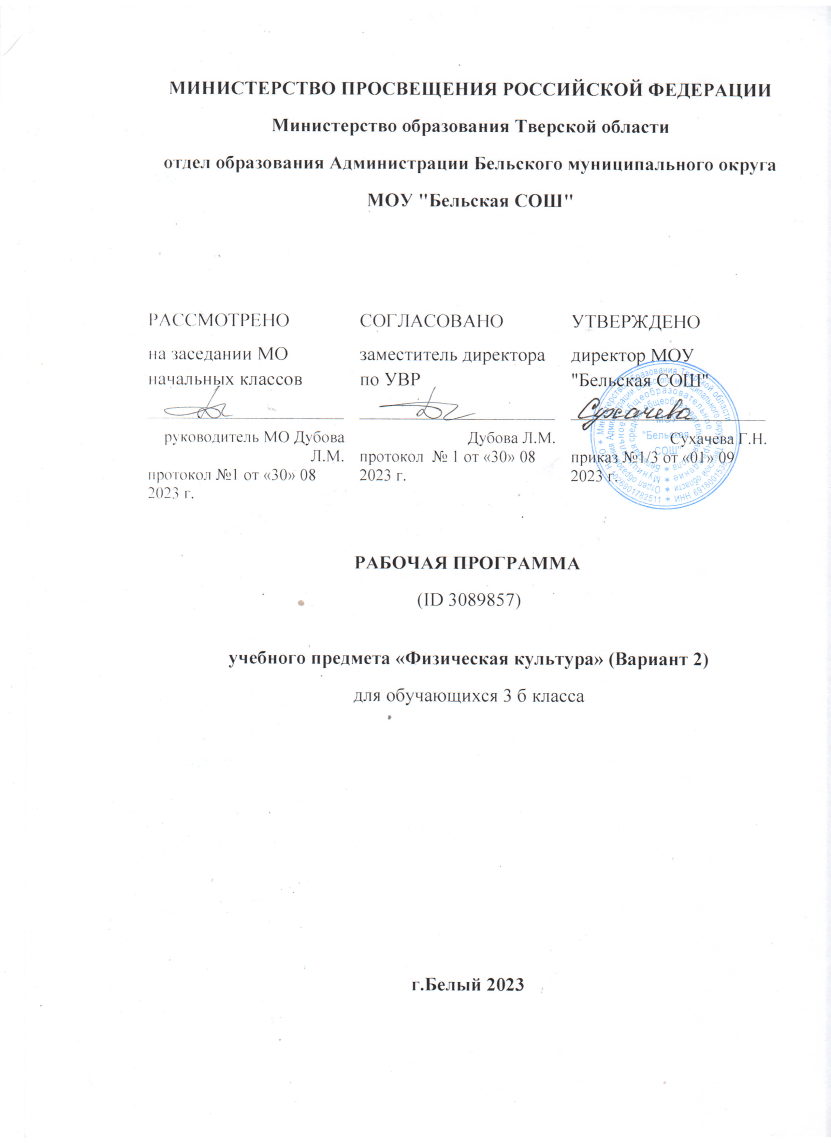 МИНИСТЕРСТВО ПРОСВЕЩЕНИЯ РОССИЙСКОЙ ФЕДЕРАЦИИ
Министерство образования Тверской области
отдел образования Администрации Бельского муниципального округа
МОУ "Бельская СОШ"
РАССМОТРЕНО
на заседании МО
начальных классов
руководитель МО Дубова
Л.М.
протокол №1 от «30» 08
2023 г.
СОГЛАСОВАНО
заместитель директора
по УВР
Дубова Л.М.
протокол № 1 от «30» 08
2023 г.
УТВЕРЖДЕНО
директор МОУ
"Бельская СОШ"
Сухачева
Сухачева Г.Н.
приказ №1/3 от «01» 09
2023 г.
РАБОЧАЯ ПРОГРАММА
(ID 3089857)
учебного предмета «Физическая культура» (Вариант 2)
для обучающихся 3 б класса
г.Белый 2023